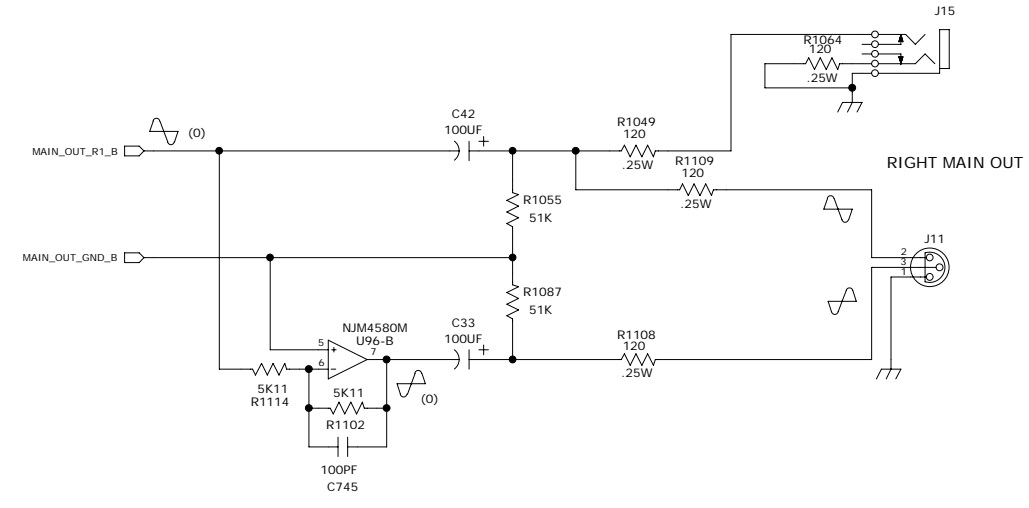 J15
R1064
120
.25W
C42
100UF
+
(0)
MAIN_OUT_R1_B
R1049
120
.25W
R1109
120
.25W
RIGHT MAIN OUT
R1055
51K
J11
2
3
1
MAIN_OUT_GND_B
R1087
51K
NJM4580M
U96-B
5
+
6
-
7
C33
100UF
+
R1108
120
.25W
5K11
R1114
5K11
R1102
(0)
100PF
C745